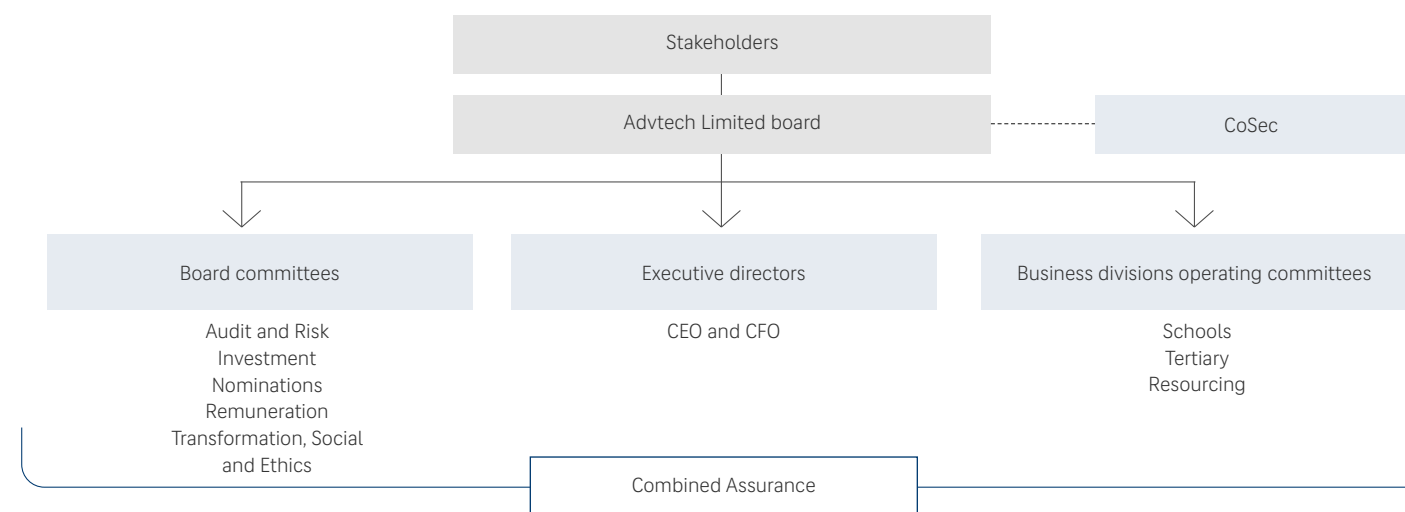 Stakeholders
Advtech Limited board
CoSec
Board committees
Audit and Risk
Investment
Nominations
Remuneration
Transformation, Social
and Ethics
Executive directors
CEO and CFO
Business divisions operating committees
Schools
Tertiary
Resourcing
Combined Assurance